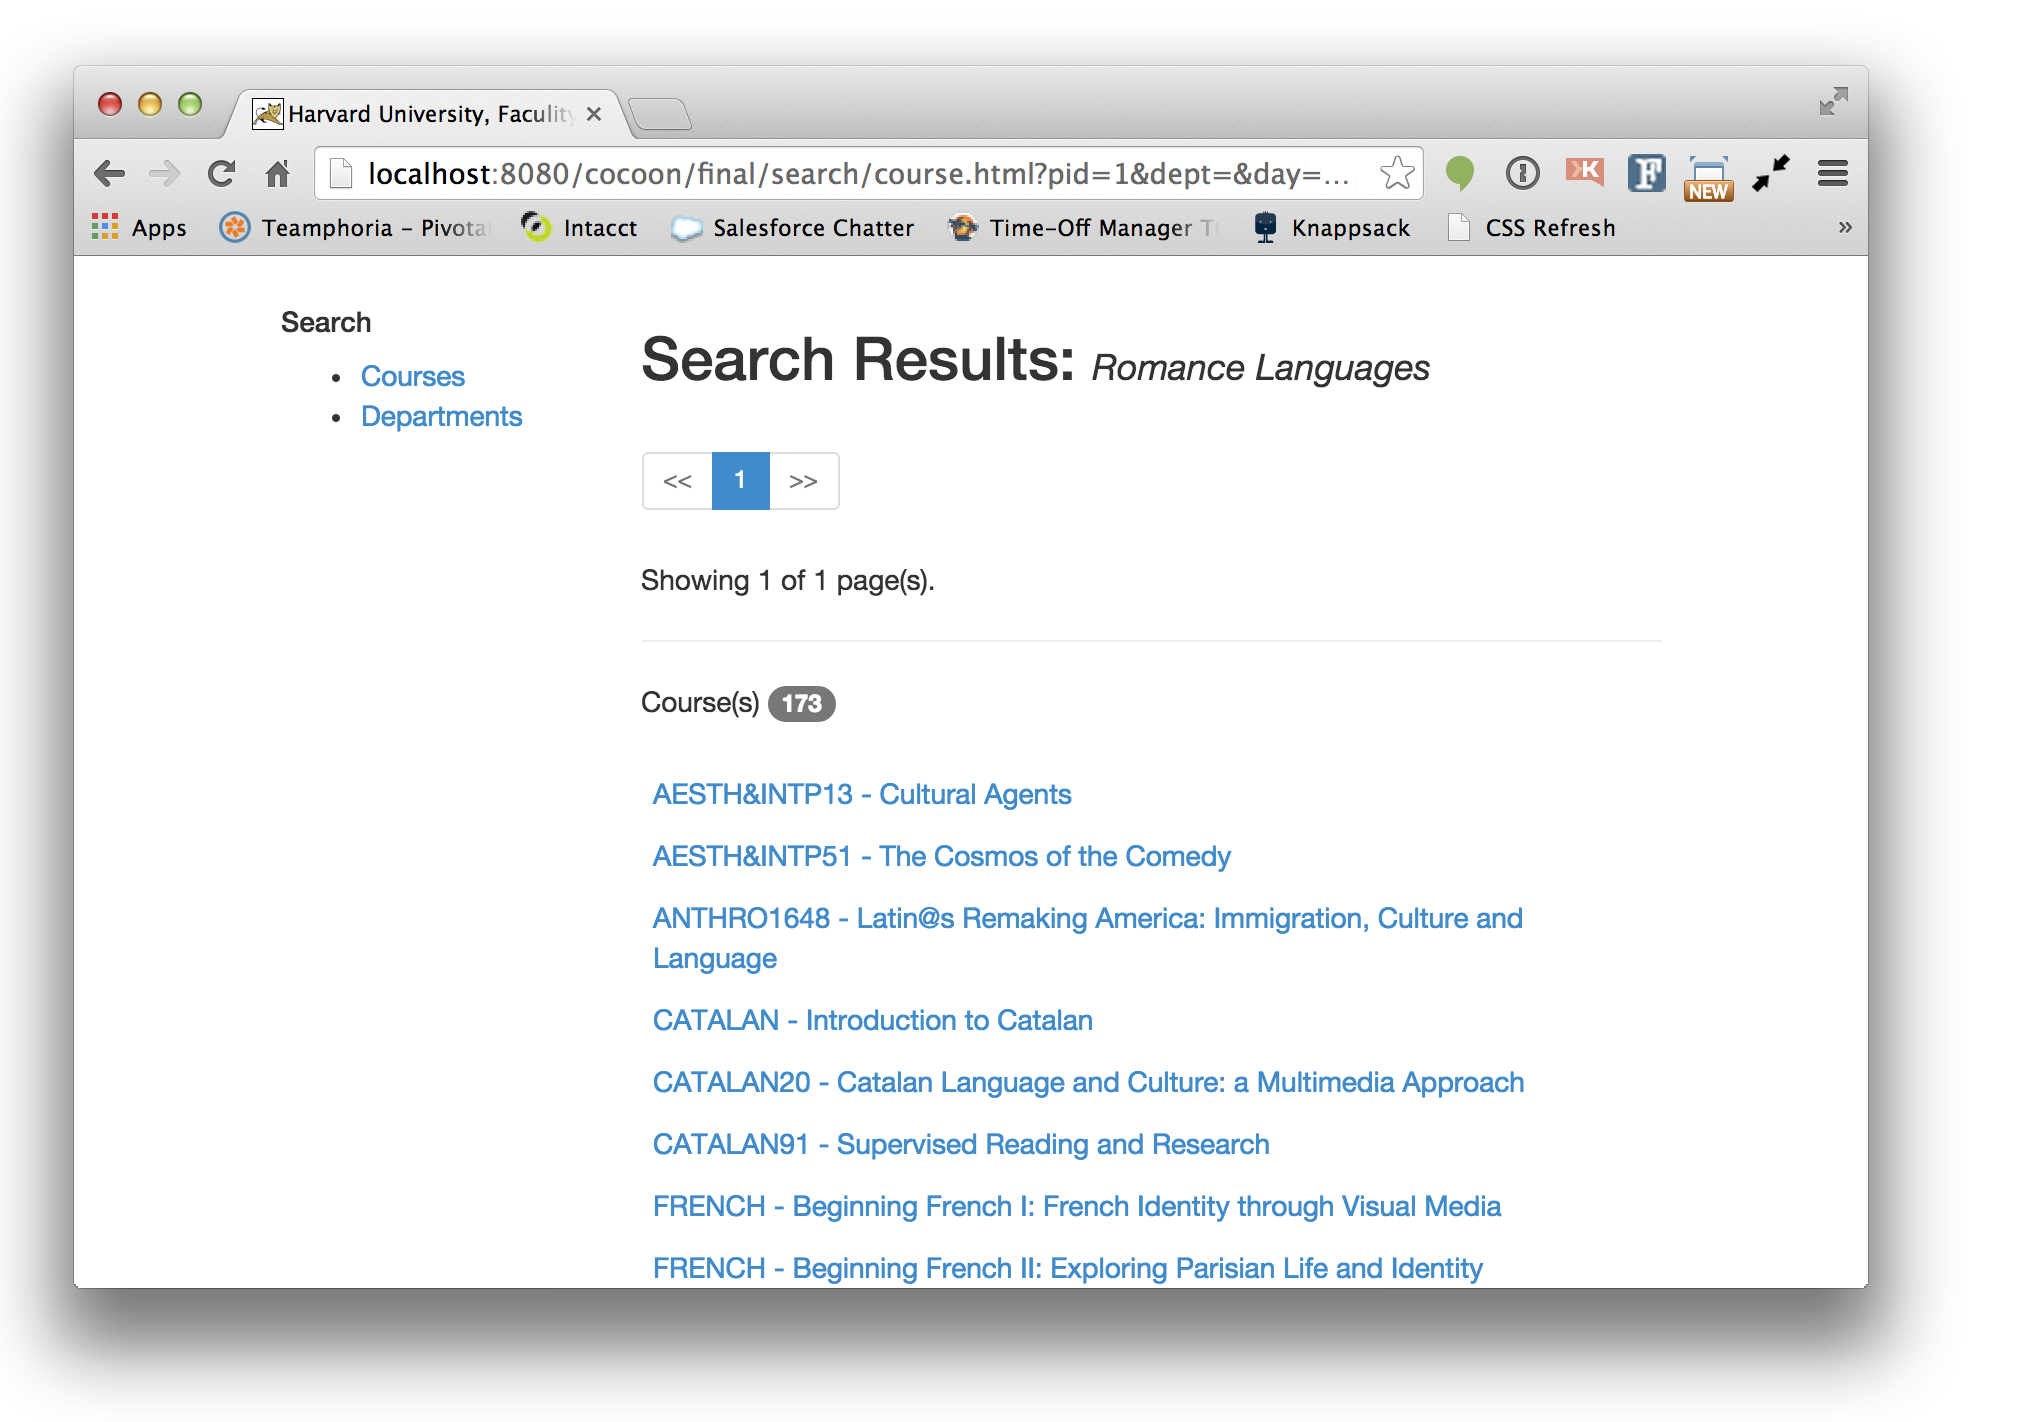 Harvard University, Faculity
localhost:8080/cocoon/final/search/course.html?pid=1&dept=&day=...
NEW
Apps
Teamphoria – Pivotal
Intacct
Salesforce Chatter
Time-Off Manager
Knappsack
CSS Refresh
»
Search
• Courses
• Departments
Search Results: Romance Languages
<< 1 >>
Showing 1 of 1 page(s).
Course(s) 173
AESTH&INTP13 - Cultural Agents
AESTH&INTP51 - The Cosmos of the Comedy
ANTHRO1648 - Latin@s Remaking America: Immigration, Culture and
Language
CATALAN - Introduction to Catalan
CATALAN20 - Catalan Language and Culture: a Multimedia Approach
CATALAN91 - Supervised Reading and Research
FRENCH - Beginning French I: French Identity through Visual Media
FRENCH - Beginning French II: Exploring Parisian Life and Identity